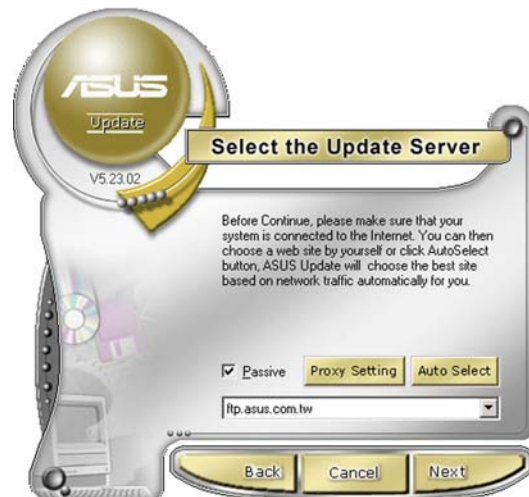 ASUS
Update
V5.23.02
Select the Update Server
Before Continue, please make sure that your
system is connected to the Internet. You can then
choose a web site by yourself or click AutoSelect
button, ASUS Update will choose the best site
based on network traffic automatically for you.
Passive
Proxy Setting
Auto Select
ftp.asus.com.tw
Back
Cancel
Next